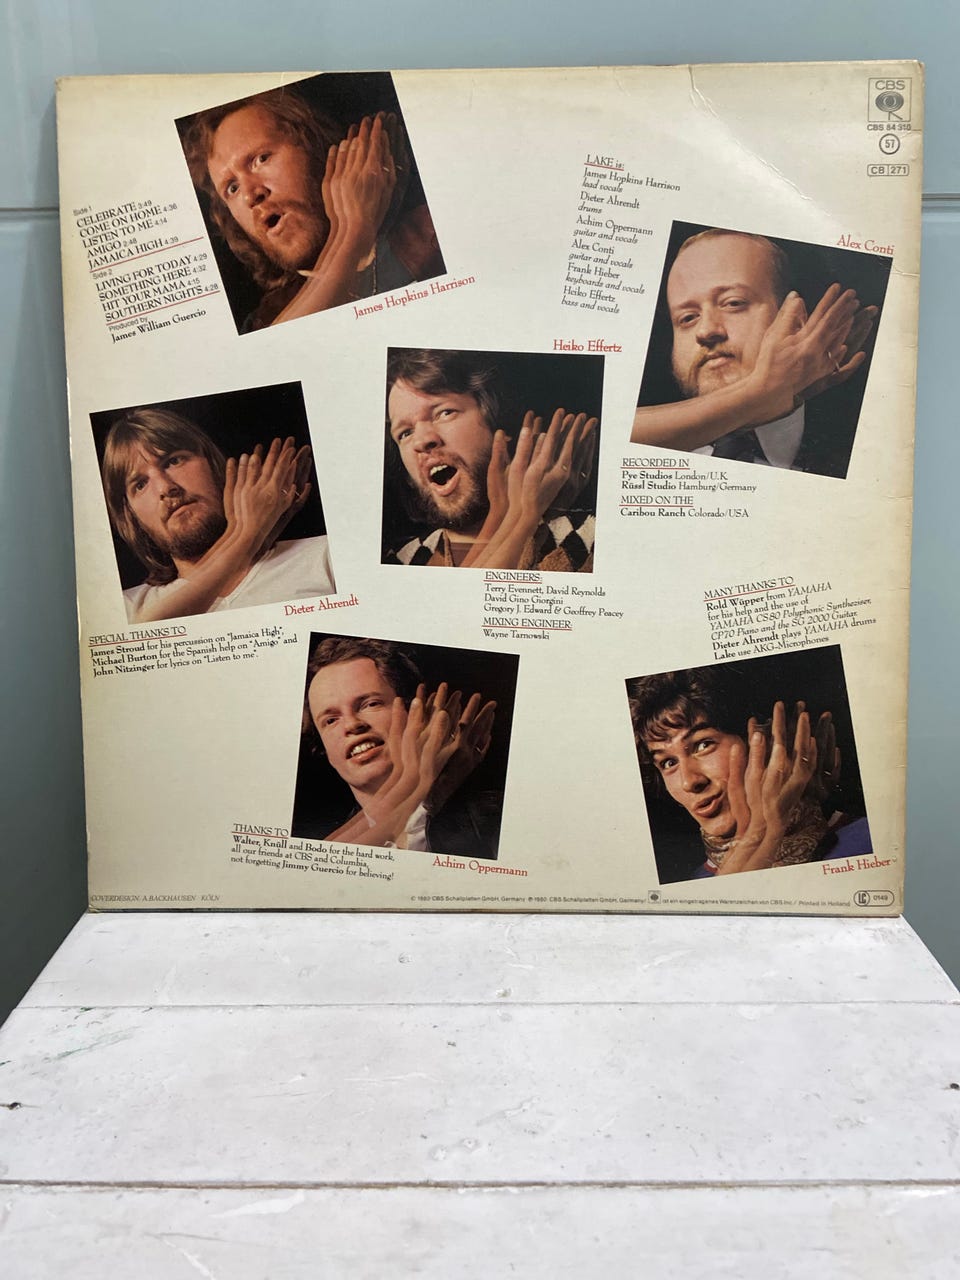 Side 1
CELEBRATE 3:49
COME ON HOME 4:36
LISTEN TO ME 4:14
AMIGO 2:48
JAMAICA HIGH 4:39
Side 2
LIVING FOR TODAY 4:29
SOMETHING HERE 4:32
HIT YOUR MAMA 4:15
SOUTHERN NIGHTS 4:28
Produced by
James William Guercio
James Hopkins Harrison
LAKE is:
James Hopkins Harrison
lead vocals
Dieter Ahrendt
drums
Achim Oppermann
guitar and vocals
Alex Conti
guitar and vocals
Frank Hieber
keyboards and vocals
Heiko Effertz
bass and vocals
CBS
CBS 84 310
57
CB 271
Alex Conti
Heiko Effertz
RECORDED IN
Pye Studios London/U.K
Rüssl Studio Hamburg/Germany
MIXED ON THE
Caribou Ranch Colorado/USA
Dieter Ahrendt
ENGINEERS:
Terry Evennett, David Reynolds
David Gino Giorgini
Gregory J. Edward & Geoffrey Peacey
MIXING ENGINEER:
Wayne Tarnowski
MANY THANKS TO
Rold Wüpper from YAMAHA
for his help and the use of
YAMAHA CS80 Polyphonic Syntheziser,
CP70 Piano and the SG 2000 Guitar.
Dieter Ahrendt plays YAMAHA drums
Lake use AKG-Microphones
SPECIAL THANKS TO
James Stroud for his percussion on "Jamaica High",
Michael Burton for the Spanish help on "Amigo" and
John Nitzinger for lyrics on "Listen to me".
THANKS TO
Walter, Knüll and Bodo for the hard work,
all our friends at CBS and Columbia,
not forgetting Jimmy Guercio for believing!
Achim Oppermann
Frank Hieber
COVERDESIGN: A.BACKHAUSEN KÖLN
© 1980 CBS Schallplatten GmbH, Germany ℗ 1980 CBS Schallplatten GmbH, Germany/ ist ein eingetragenes Warenzeichen von CBS Inc./ Printed in Holland
LC 0149